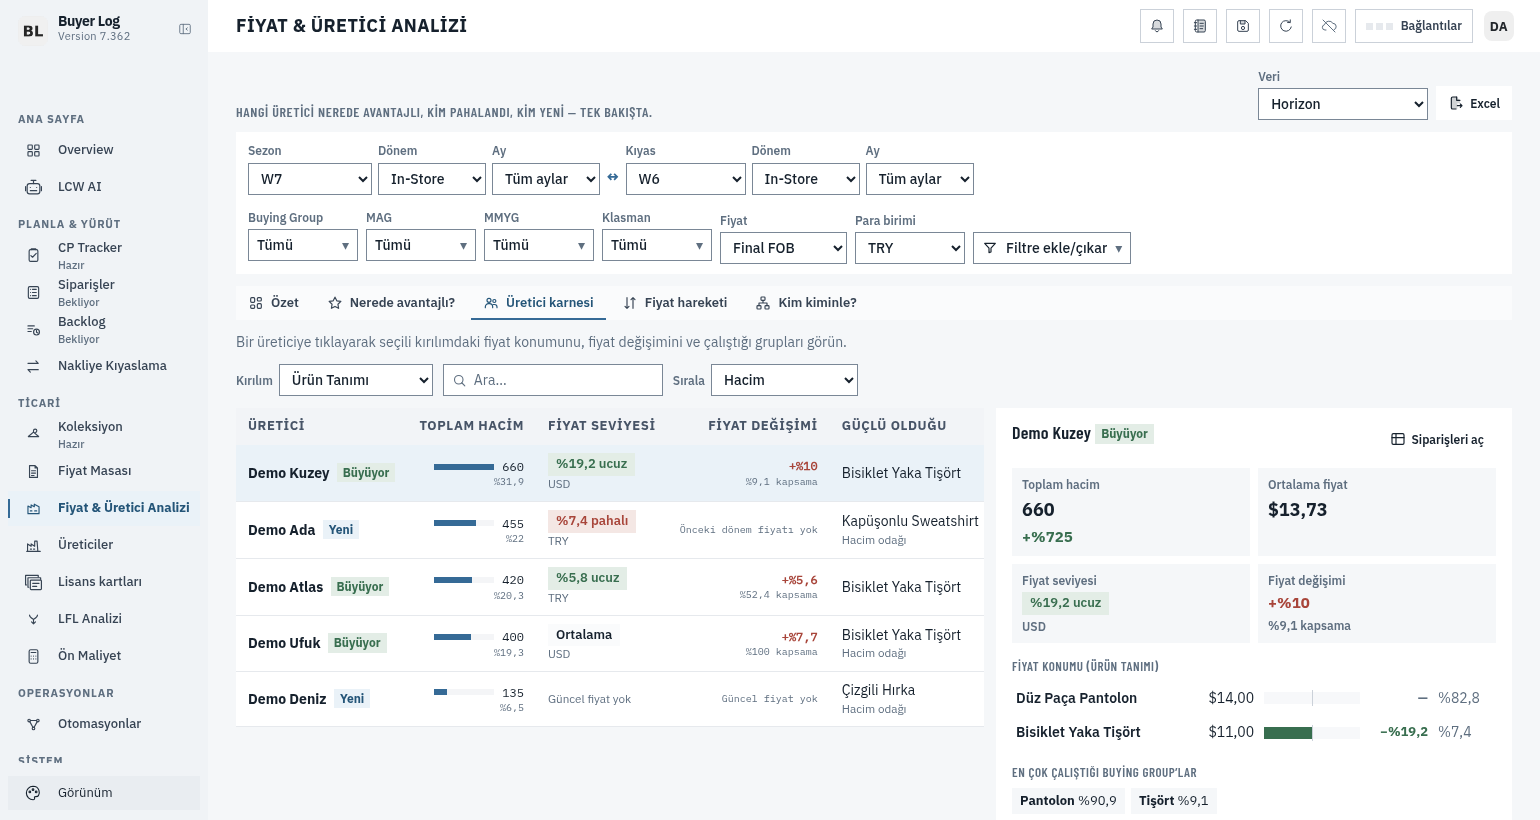 BL
Buyer Log
Version 7.362
ANA SAYFA
Overview
LCW AI
PLANLA & YÜRÜT
CP Tracker
Hazır
Siparişler
Bekliyor
Backlog
Bekliyor
Nakliye Kıyaslama
TİCARİ
Koleksiyon
Hazır
Fiyat Masası
Fiyat & Üretici Analizi
Üreticiler
Lisans kartları
LFL Analizi
Ön Maliyet
OPERASYONLAR
Otomasyonlar
SİSTEM
Görünüm
FİYAT & ÜRETİCİ ANALİZİ
Bağlantılar
DA
HANGİ ÜRETİCİ NEREDE AVANTAJLI, KİM PAHALANDI, KİM YENİ — TEK BAKIŞTA.
Veri
Horizon
Excel
Sezon Dönem Ay Kıyas Dönem Ay
W7 In-Store Tüm aylar ↔ W6 In-Store Tüm aylar
Buying Group MAG MMYG Klasman Fiyat Para birimi
Tümü ▾ Tümü ▾ Tümü ▾ Tümü ▾ Final FOB TRY Filtre ekle/çıkar ▾
Özet Nerede avantajlı? Üretici karnesi Fiyat hareketi Kim kiminle?
Bir üreticiye tıklayarak seçili kırılımdaki fiyat konumunu, fiyat değişimini ve çalıştığı grupları görün.
Kırılım Ürün Tanımı Ara... Sırala Hacim
ÜRETİCİ TOPLAM HACİM FİYAT SEVİYESİ FİYAT DEĞİŞİMİ GÜÇLÜ OLDUĞU
Demo Kuzey Büyüyor 660 %19,2 ucuz +%10 Bisiklet Yaka Tişört
%31,9 USD %9,1 kapsama
Demo Ada Yeni 455 %7,4 pahalı Önceki dönem fiyatı yok Kapüşonlu Sweatshirt
%22 TRY Hacim odağı
Demo Atlas Büyüyor 420 %5,8 ucuz +%5,6 Bisiklet Yaka Tişört
%20,3 TRY %52,4 kapsama
Demo Ufuk Büyüyor 400 Ortalama +%7,7 Bisiklet Yaka Tişört
%19,3 USD %100 kapsama Hacim odağı
Demo Deniz Yeni 135 Güncel fiyat yok Güncel fiyat yok Çizgili Hırka
%6,5 Hacim odağı
Demo Kuzey Büyüyor
Siparişleri aç
Toplam hacim
660
+%725
Ortalama fiyat
$13,73
Fiyat seviyesi
%19,2 ucuz
USD
Fiyat değişimi
+%10
%9,1 kapsama
FİYAT KONUMU (ÜRÜN TANIMI)
Düz Paça Pantolon $14,00 — %82,8
Bisiklet Yaka Tişört $11,00 −%19,2 %7,4
EN ÇOK ÇALIŞTIĞI BUYİNG GROUP'LAR
Pantolon %90,9 Tişört %9,1